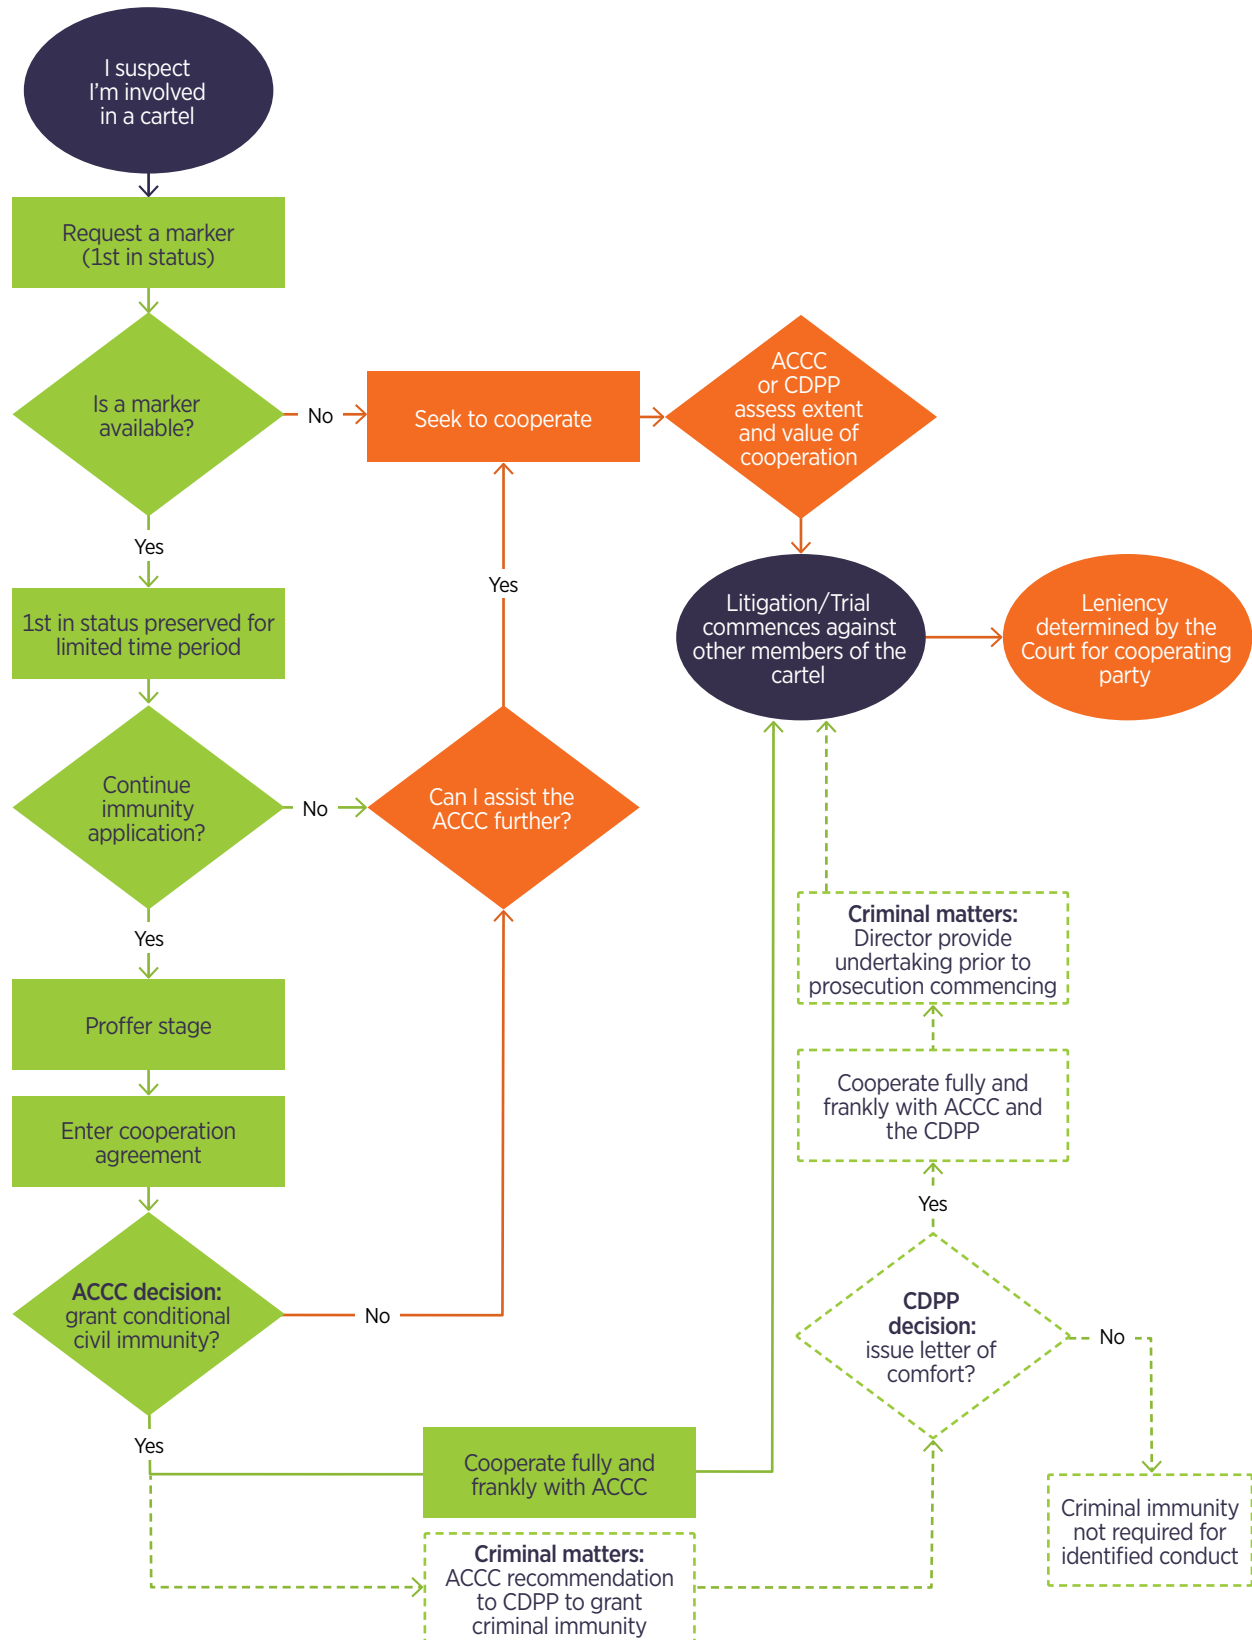 I suspect
I'm involved
in a cartel
Request a marker
(1st in status)
Is a marker
available?
No
Seek to cooperate
ACCC
or CDPP
assess extent
and value of
cooperation
Yes
1st in status preserved for
limited time period
Yes
Litigation/Trial
commences against
other members of the
cartel
Leniency
determined by the
Court for cooperating
party
Continue
immunity
application?
No
Can I assist the
ACCC further?
Yes
Criminal matters:
Director provide
undertaking prior to
prosecution commencing
Proffer stage
Cooperate fully and
frankly with ACCC and
the CDPP
Enter cooperation
agreement
Yes
ACCC decision:
grant conditional
civil immunity?
No
CDPP
decision:
issue letter of
comfort?
No
Yes
Cooperate fully and
frankly with ACCC
Criminal immunity
not required for
identified conduct
Criminal matters:
ACCC recommendation
to CDPP to grant
criminal immunity